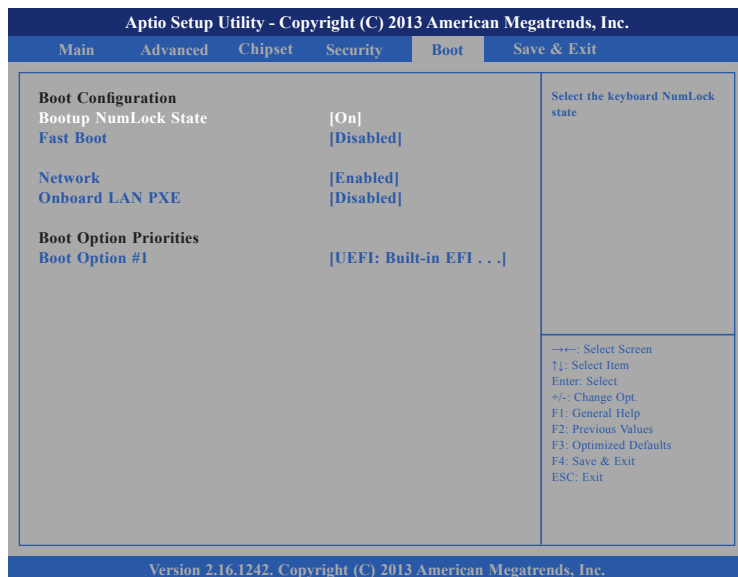 Aptio Setup Utility - Copyright (C) 2013 American Megatrends, Inc.
Main Advanced Chipset Security Boot Save & Exit
Boot Configuration
Bootup NumLock State [On]
Fast Boot [Disabled]
Network [Enabled]
Onboard LAN PXE [Disabled]
Boot Option Priorities
Boot Option #1 [UEFI: Built-in EFI . . .]
Select the keyboard NumLock
state
→←: Select Screen
↑↓: Select Item
Enter: Select
+/-: Change Opt.
F1: General Help
F2: Previous Values
F3: Optimized Defaults
F4: Save & Exit
ESC: Exit
Version 2.16.1242. Copyright (C) 2013 American Megatrends, Inc.